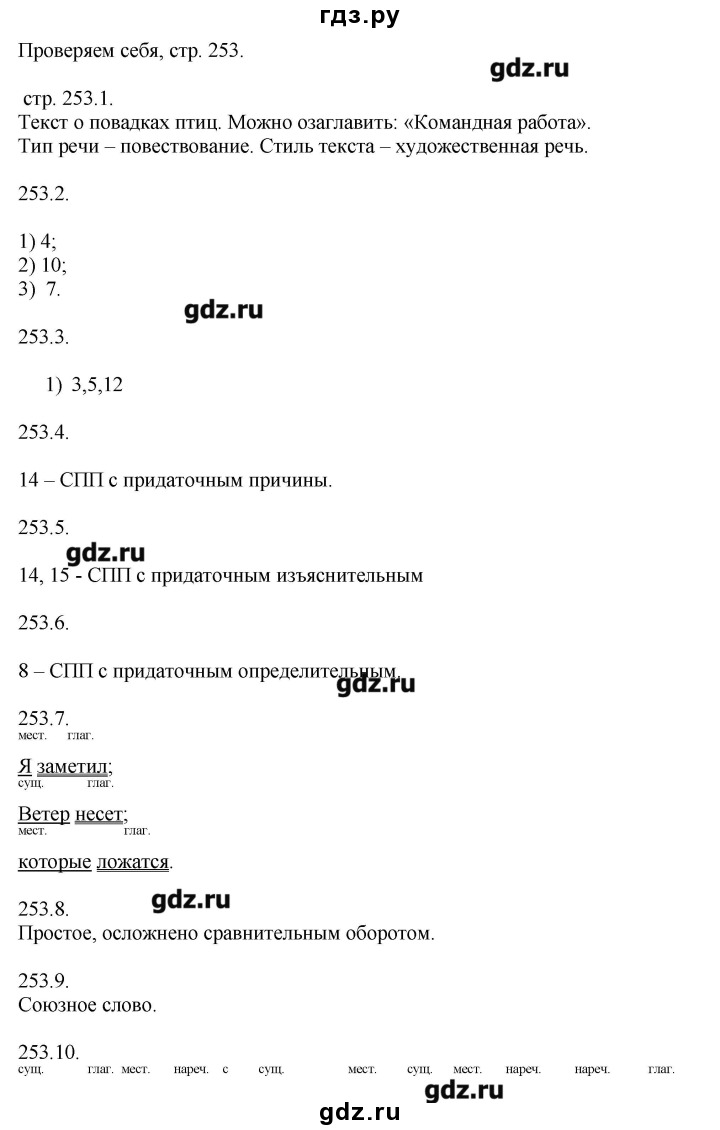 гдз.ру
Проверяем себя, стр. 253.
gdz.ru
стр. 253.1.
Текст о повадках птиц. Можно озаглавить: «Командная работа».
Тип речи – повествование. Стиль текста – художественная речь.
253.2.
1) 4;
2) 10;
3) 7.
gdz.ru
253.3.
1) 3,5,12
253.4.
14 – СПП с придаточным причины.
253.5.
gdz.ru
14, 15 - СПП с придаточным изъяснительным
253.6.
8 – СПП с придаточным определительным.
gdz.ru
253.7.
мест. глаг.
Я заметил;
сущ. глаг.
Ветер несет;
мест. глаг.
которые ложатся.
gdz.ru
253.8.
Простое, осложнено сравнительным оборотом.
253.9.
Союзное слово.
253.10.
сущ. глаг. мест. нареч. с сущ. мест. сущ. мест. нареч. нареч. глаг.
gdz.ru
gdz.ru